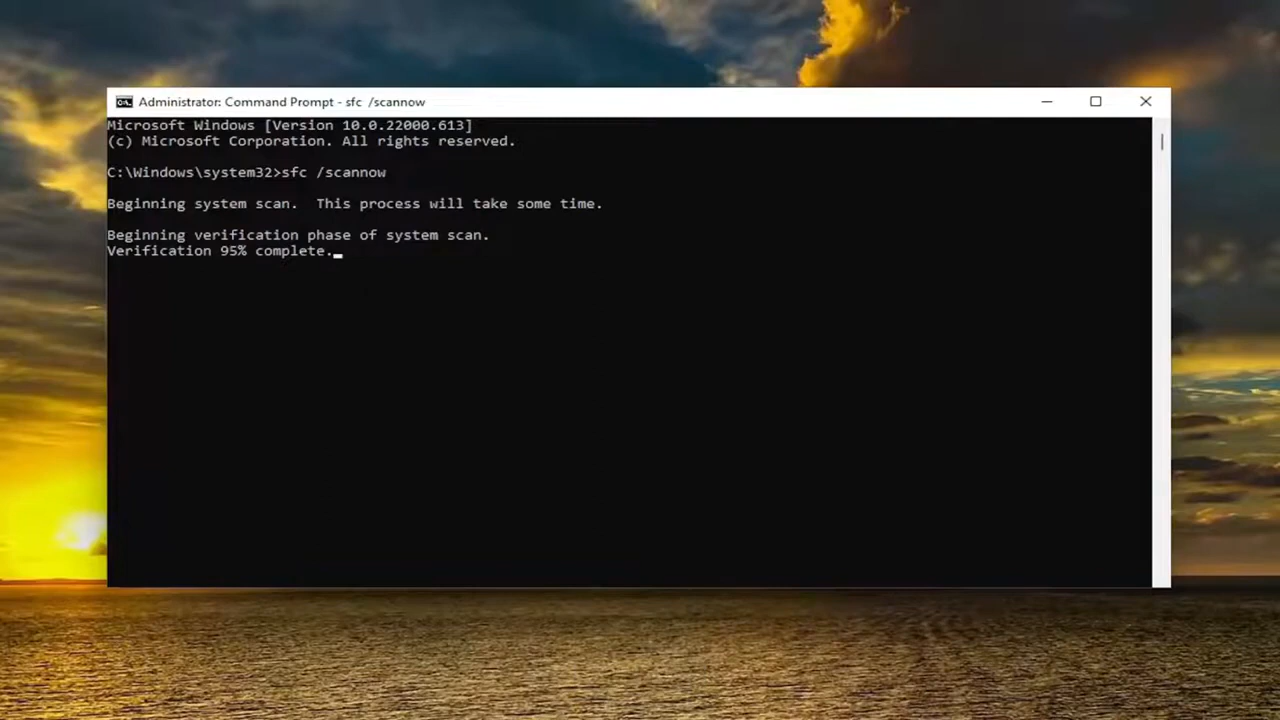 Administrator: Command Prompt - sfc  /scannow
Microsoft Windows [Version 10.0.22000.613]
(c) Microsoft Corporation. All rights reserved.
C:\Windows\system32>sfc /scannow
Beginning system scan.  This process will take some time.
Beginning verification phase of system scan.
Verification 95% complete.